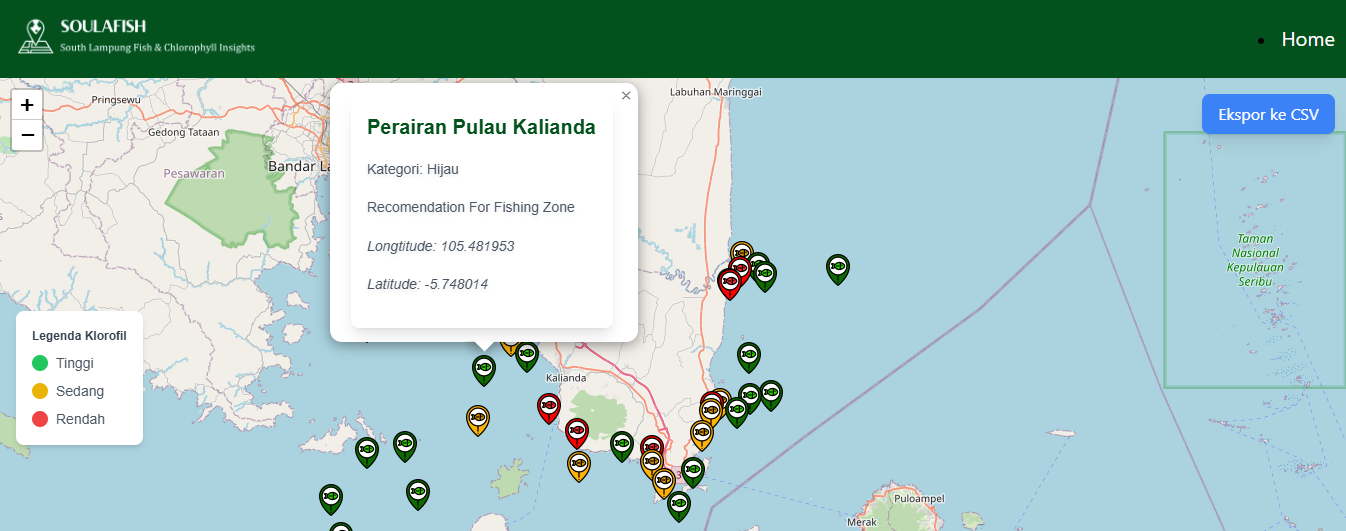 SOULAFISH
South Lampung Fish & Chlorophyll Insights
Home
+
−
Pringsewu
Gedong Tataan
Pesawaran
Bandar La
Labuhan Maringgai
Ekspor ke CSV
×
Perairan Pulau Kalianda
Kategori: Hijau
Recomendation For Fishing Zone
Longtitude: 105.481953
Latitude: -5.748014
Taman
Nasional
Kepulauan
Seribu
Legenda Klorofil
Tinggi
Sedang
Rendah
Kalianda
Puloampel
Merak